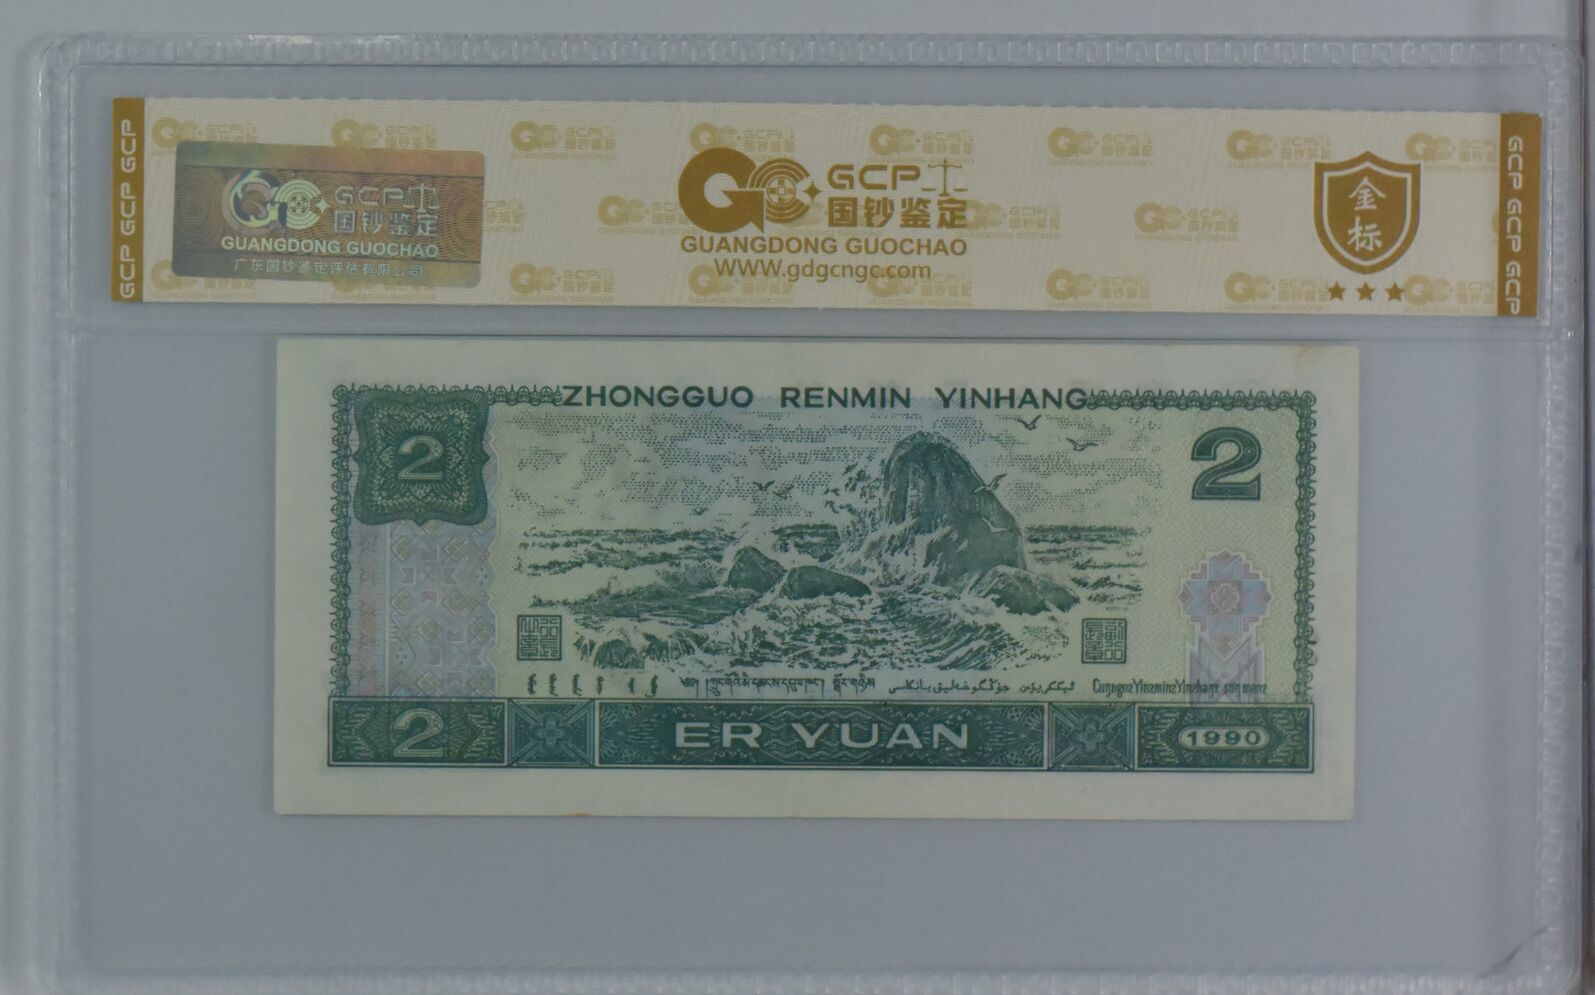 GCP GCP GCP
GCP
国钞鉴定
GUANGDONG GUOCHAO
广东国钞鉴定评估有限公司
GCP
国钞鉴定
GUANGDONG GUOCHAO
WWW.gdgcngc.com
金标
GCP GCP GCP
ZHONGGUO RENMIN YINHANG
2
2
2
ER YUAN
1990